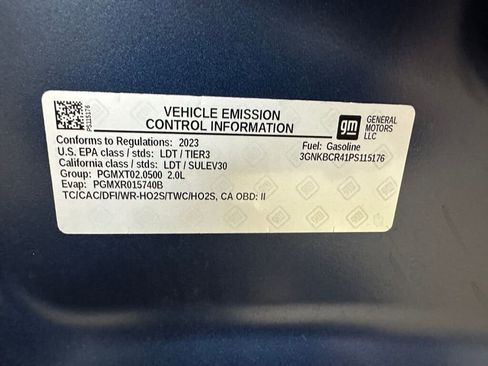 PS115176
VEHICLE EMISSION
CONTROL INFORMATION
gm
GENERAL
MOTORS
LLC
Conforms to Regulations: 2023
Fuel: Gasoline
U.S. EPA class / stds: LDT / TIER3
3GNKBCR41PS115176
California class / stds: LDT / SULEV30
Group: PGMXT02.0500 2.0L
Evap: PGMXR015740B
TC/CAC/DFI/WR-HO2S/TWC/HO2S, CA OBD: II